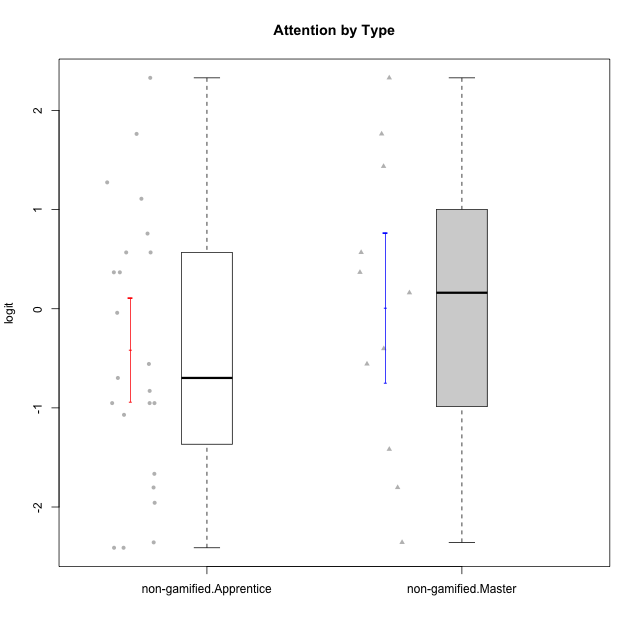 Attention by Type
logit
2
1
0
-1
-2
non-gamified.Apprentice
non-gamified.Master